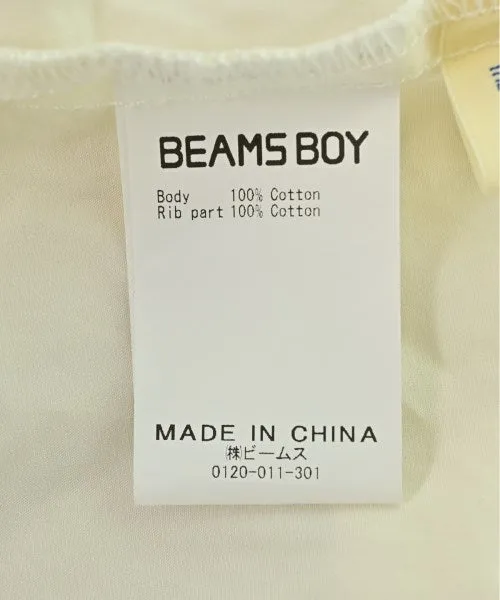 BEAMS BOY
Body 100% Cotton
Rib part 100% Cotton
MADE IN CHINA
㈱ビームス
0120-011-301